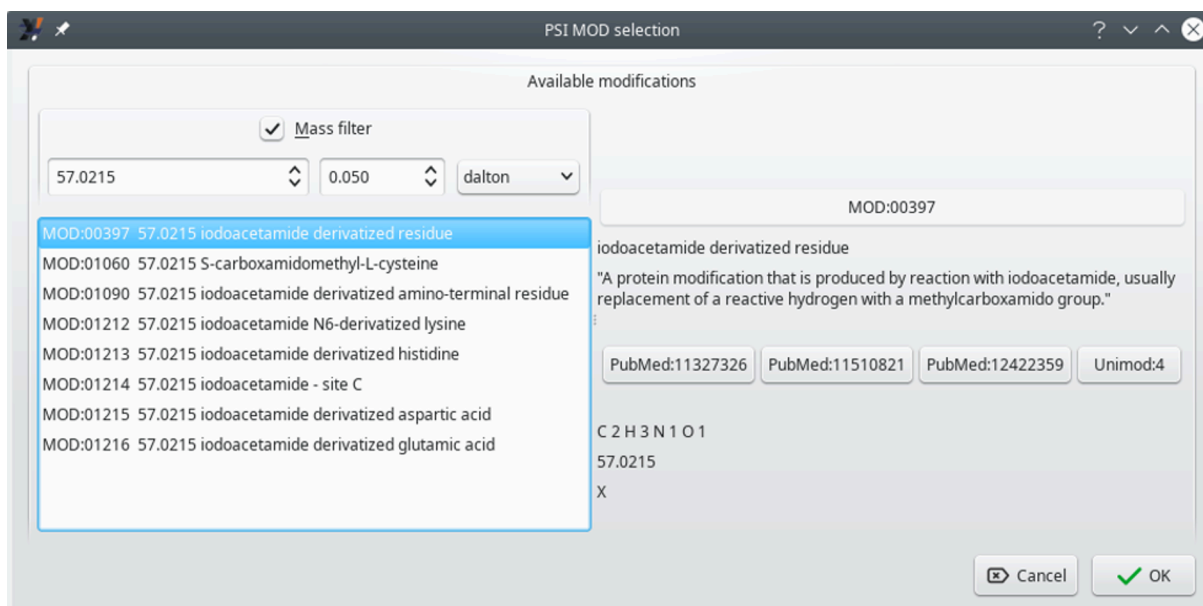 PSI MOD selection
Available modifications
Mass filter
57.0215 0.050 dalton
MOD:00397 57.0215 iodoacetamide derivatized residue
MOD:01060 57.0215 S-carboxamidomethyl-L-cysteine
MOD:01090 57.0215 iodoacetamide derivatized amino-terminal residue
MOD:01212 57.0215 iodoacetamide N6-derivatized lysine
MOD:01213 57.0215 iodoacetamide derivatized histidine
MOD:01214 57.0215 iodoacetamide - site C
MOD:01215 57.0215 iodoacetamide derivatized aspartic acid
MOD:01216 57.0215 iodoacetamide derivatized glutamic acid
MOD:00397
iodoacetamide derivatized residue
"A protein modification that is produced by reaction with iodoacetamide, usually
replacement of a reactive hydrogen with a methylcarboxamido group."
PubMed:11327326 PubMed:11510821 PubMed:12422359 Unimod:4
C 2 H 3 N 1 O 1
57.0215
X
Cancel OK